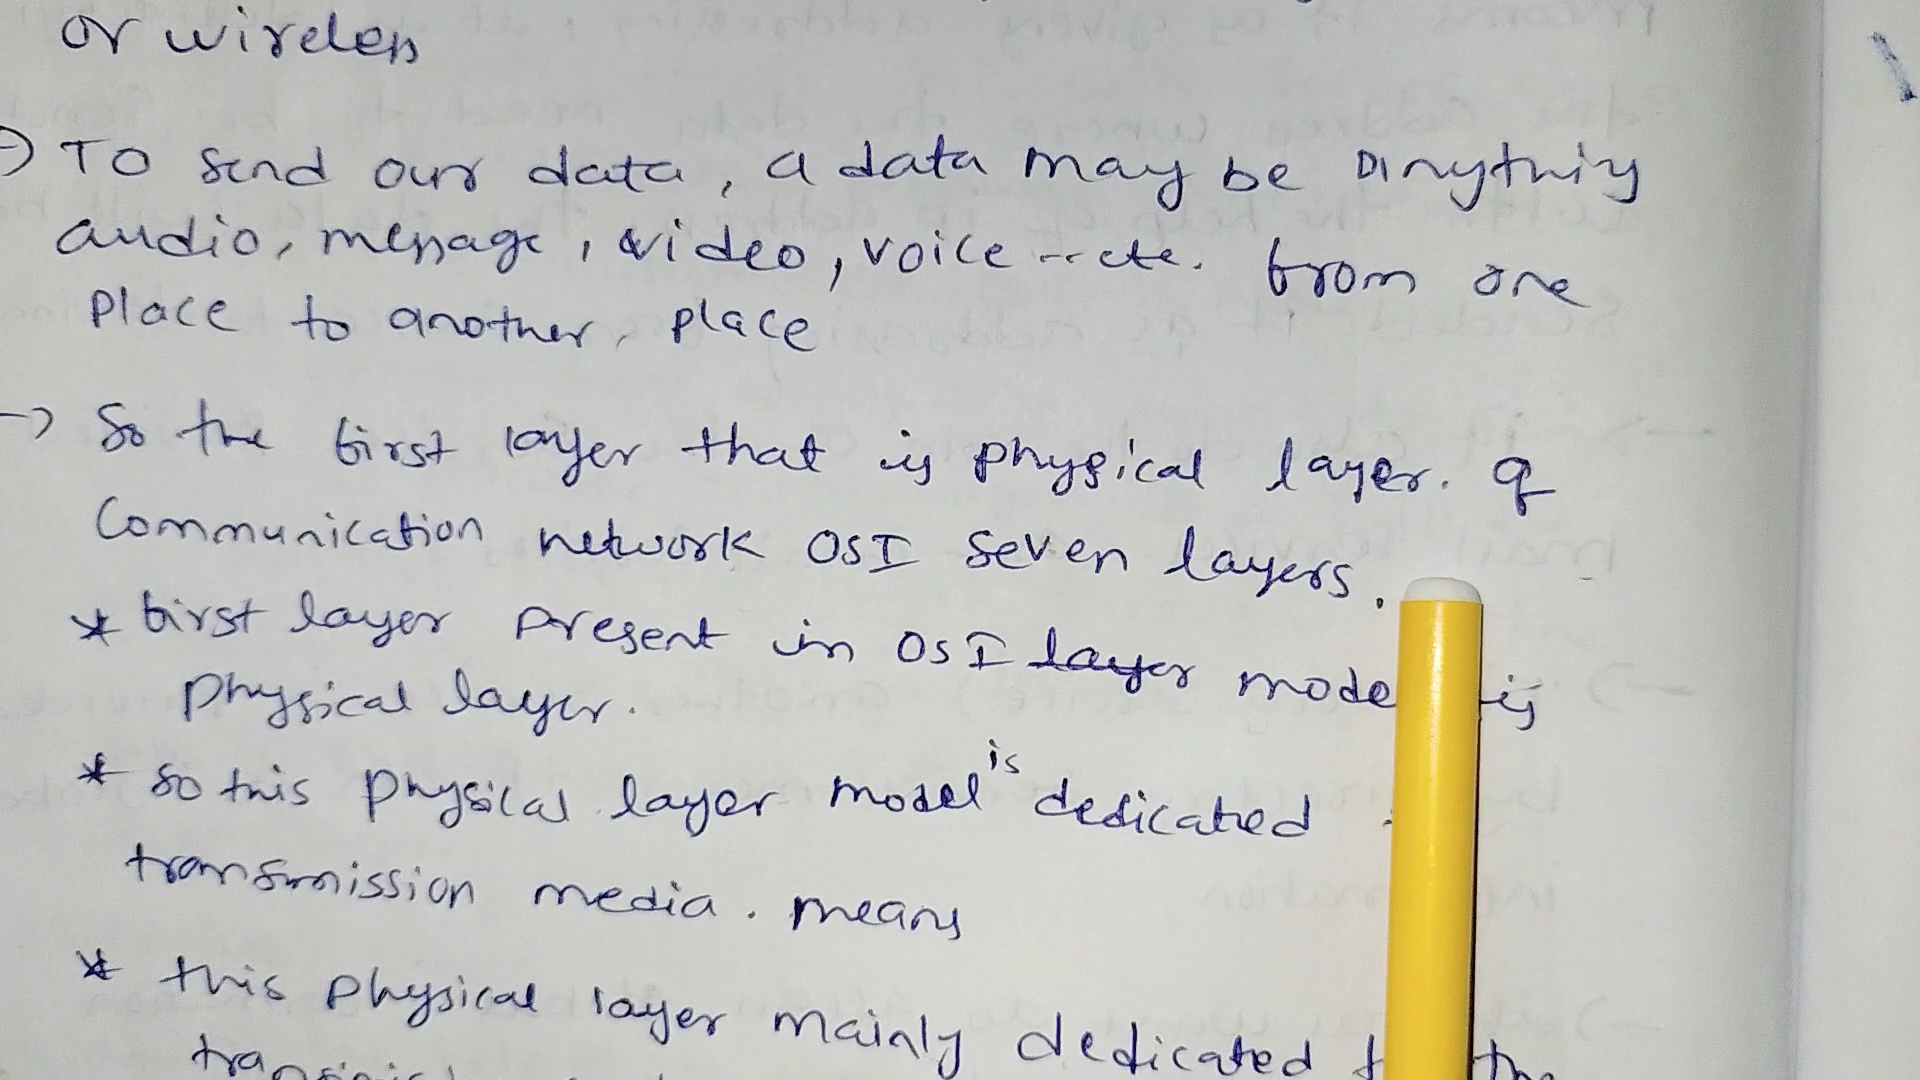 or wireless
→ To send our data, a data may be anything
audio, message, video, voice --etc. from one
place to another place
→ So the first layer that is physical layer. of
Communication network OSI seven layers.
* first layer present in OSI layer mode is
physical layer.
* So this physical layer model is dedicated
transmission media. means
* this physical layer mainly dedicated the